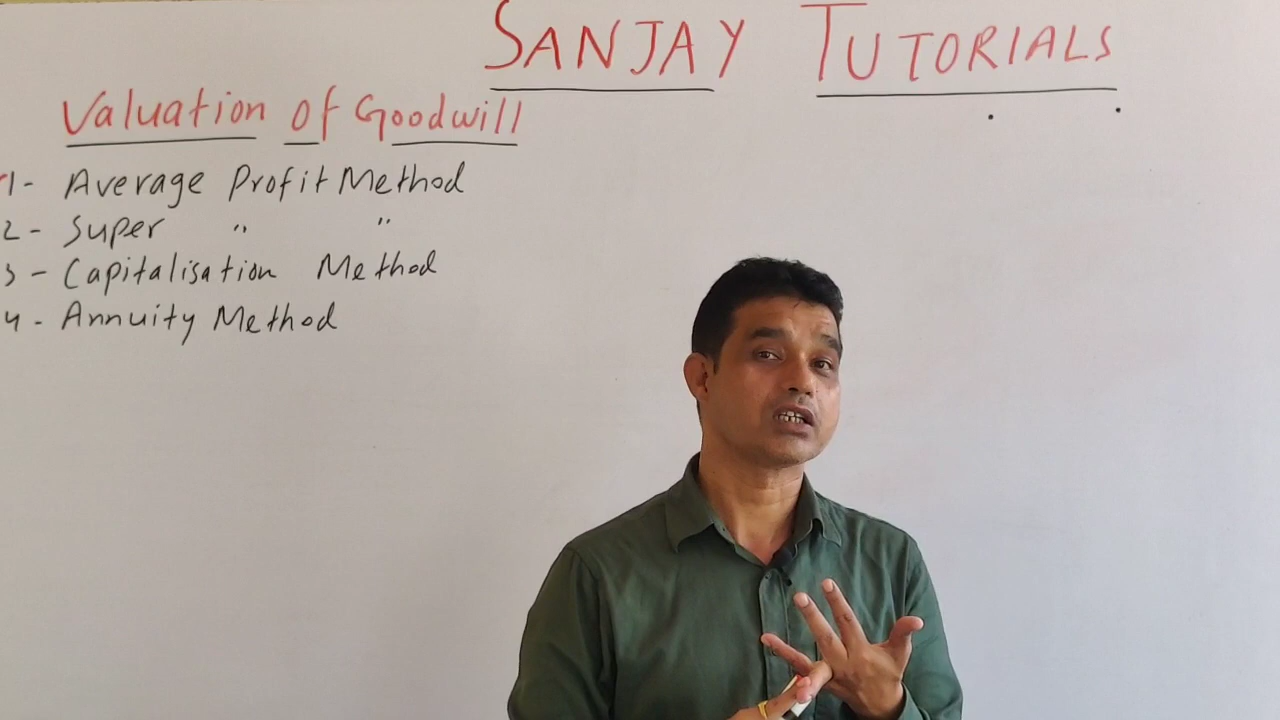 SANJAY TUTORIALS
Valuation of Goodwill
1- Average Profit Method
2- Super " "
3- Capitalisation Method
4- Annuity Method